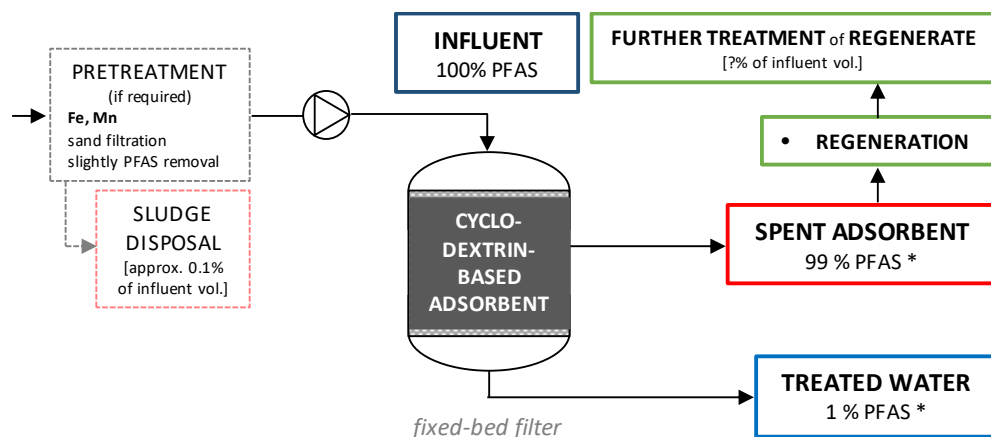 PRETREATMENT
(if required)
Fe, Mn
sand filtration
slightly PFAS removal
SLUDGE
DISPOSAL
[approx. 0.1%
of influent vol.]
INFLUENT
100% PFAS
CYCLO-
DEXTRIN-
BASED
ADSORBENT
fixed-bed filter
FURTHER TREATMENT of REGENERATE
[?% of influent vol.]
• REGENERATION
SPENT ADSORBENT
99 % PFAS *
TREATED WATER
1 % PFAS *